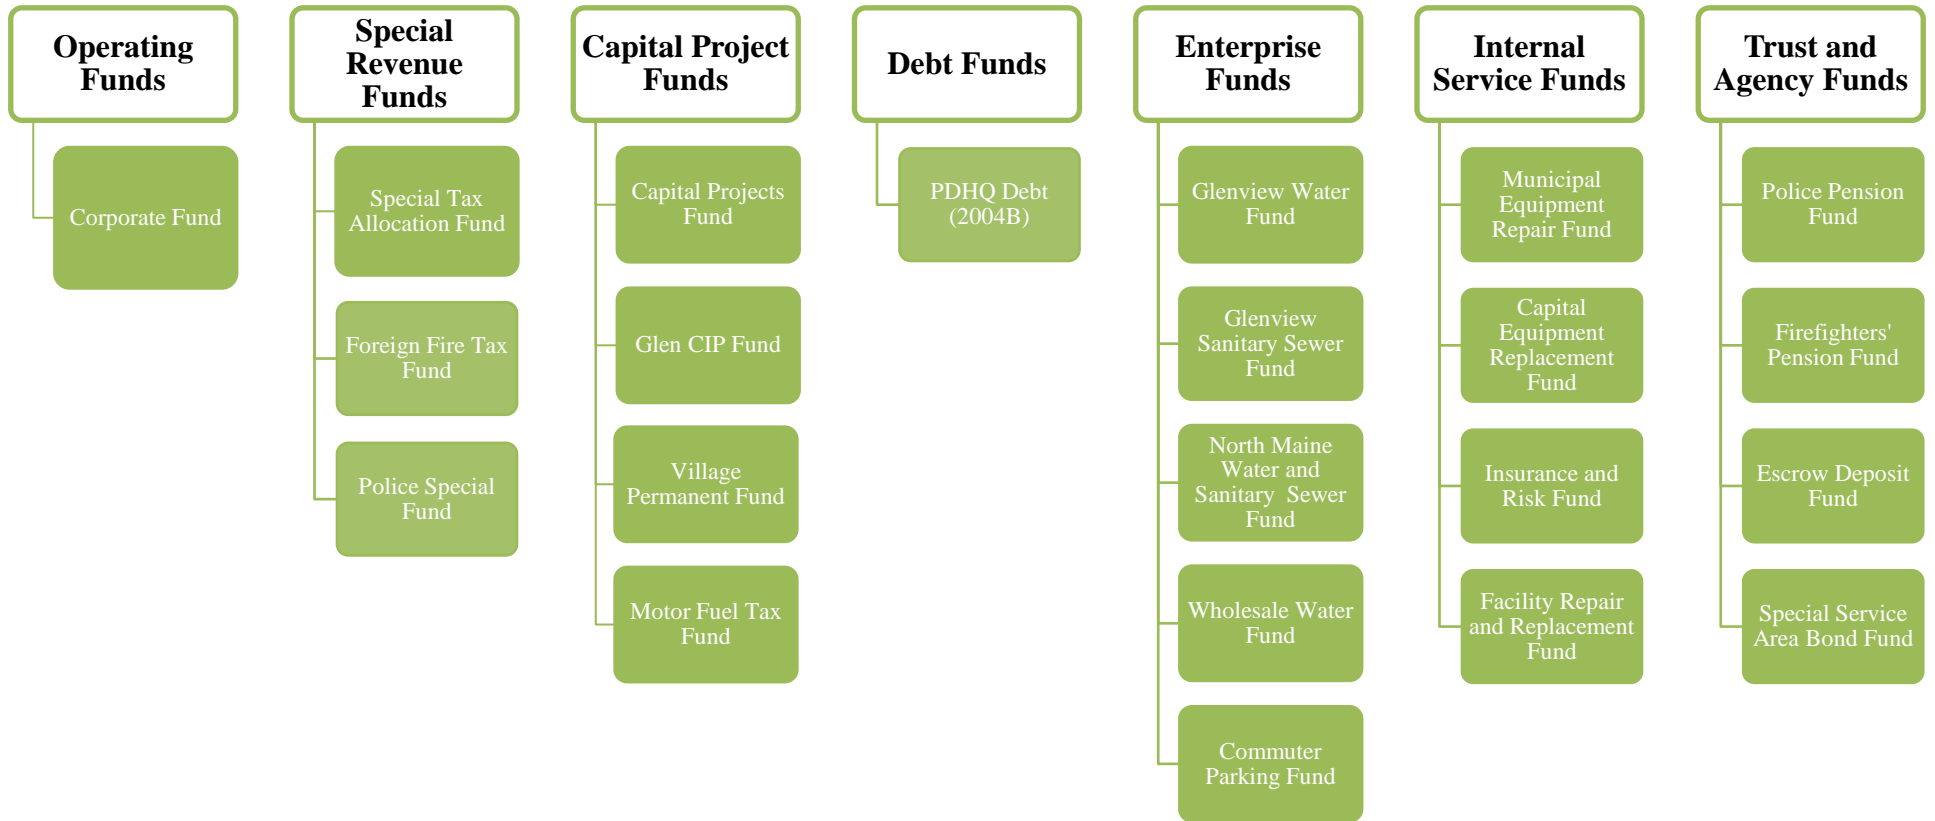 Operating
Funds
Corporate Fund
Special
Revenue
Funds
Special Tax
Allocation Fund
Foreign Fire Tax
Fund
Police Special
Fund
Capital Project
Funds
Capital Projects
Fund
Glen CIP Fund
Village
Permanent Fund
Motor Fuel Tax
Fund
Debt Funds
PDHQ Debt
(2004B)
Enterprise
Funds
Glenview Water
Fund
Glenview
Sanitary Sewer
Fund
North Maine
Water and
Sanitary Sewer
Fund
Wholesale Water
Fund
Commuter
Parking Fund
Internal
Service Funds
Municipal
Equipment
Repair Fund
Capital
Equipment
Replacement
Fund
Insurance and
Risk Fund
Facility Repair
and Replacement
Fund
Trust and
Agency Funds
Police Pension
Fund
Firefighters'
Pension Fund
Escrow Deposit
Fund
Special Service
Area Bond Fund